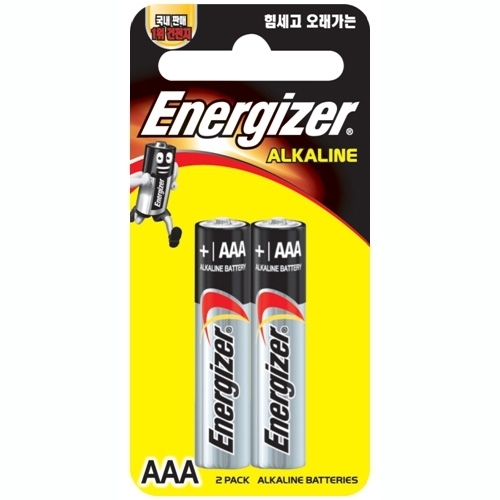 국내 판매
1위 건전지
힘세고 오래가는
Energizer®
ALKALINE
Energizer
+ AAA
ALKALINE BATTERY
Energizer
+ AAA
ALKALINE BATTERY
Energizer
AAA
2 PACK ALKALINE BATTERIES